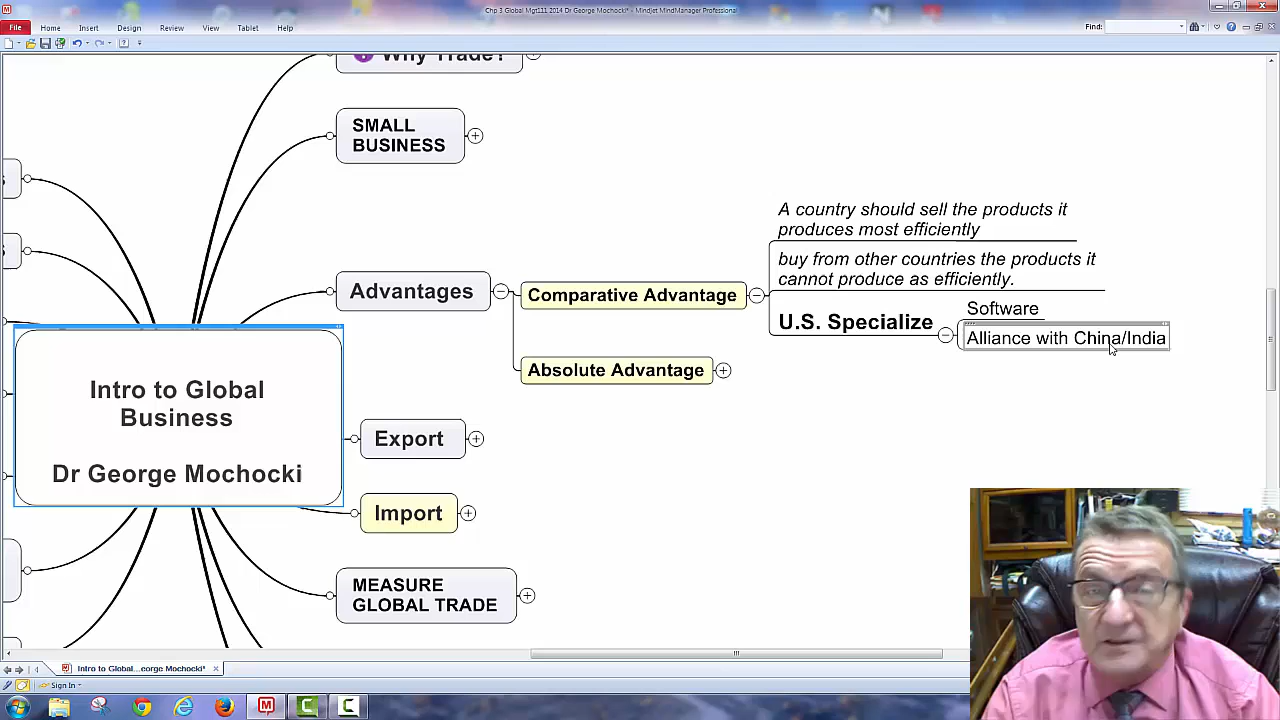 Chp 3 Global Mgt111 2014 Dr George Mochocki* - Mindjet MindManager Professional
File Home Insert Design Review View Tablet Help Find:
Why Trade?
SMALL
BUSINESS
A country should sell the products it
produces most efficiently
buy from other countries the products it
cannot produce as efficiently.
Advantages
Comparative Advantage
U.S. Specialize
Software
Alliance with China/India
Absolute Advantage
Intro to Global
Business
Dr George Mochocki
Export
Import
MEASURE
GLOBAL TRADE
Intro to Global...eorge Mochocki*
Sign In